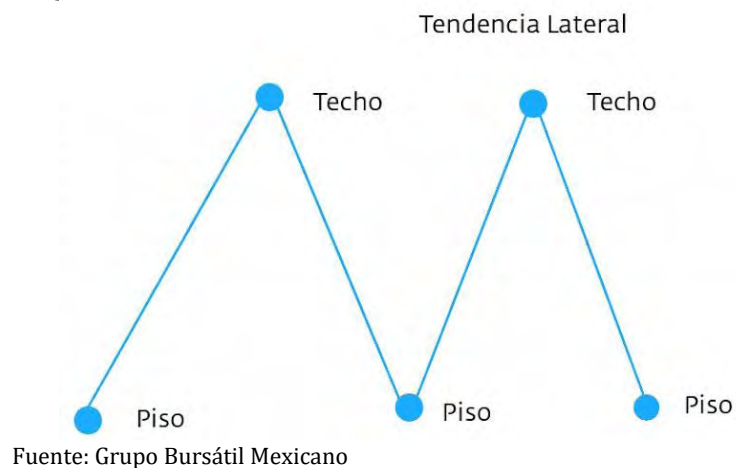 Tendencia Lateral
Techo
Techo
Piso
Piso
Piso
Fuente: Grupo Bursátil Mexicano